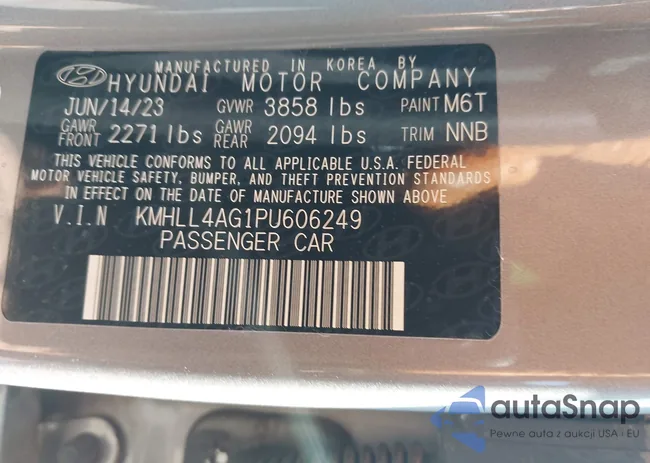 MANUFACTURED IN KOREA BY
HYUNDAI MOTOR COMPANY
JUN/14/23 GVWR 3858 lbs PAINT M6T
GAWR FRONT 2271 lbs GAWR REAR 2094 lbs TRIM NNB
THIS VEHICLE CONFORMS TO ALL APPLICABLE U.S.A. FEDERAL
MOTOR VEHICLE SAFETY, BUMPER, AND THEFT PREVENTION STANDARDS
IN EFFECT ON THE DATE OF MANUFACTURE SHOWN ABOVE
V.I.N KMHLL4AG1PU606249
PASSENGER CAR
autaSnap
Pewne auta z aukcji USA i EU